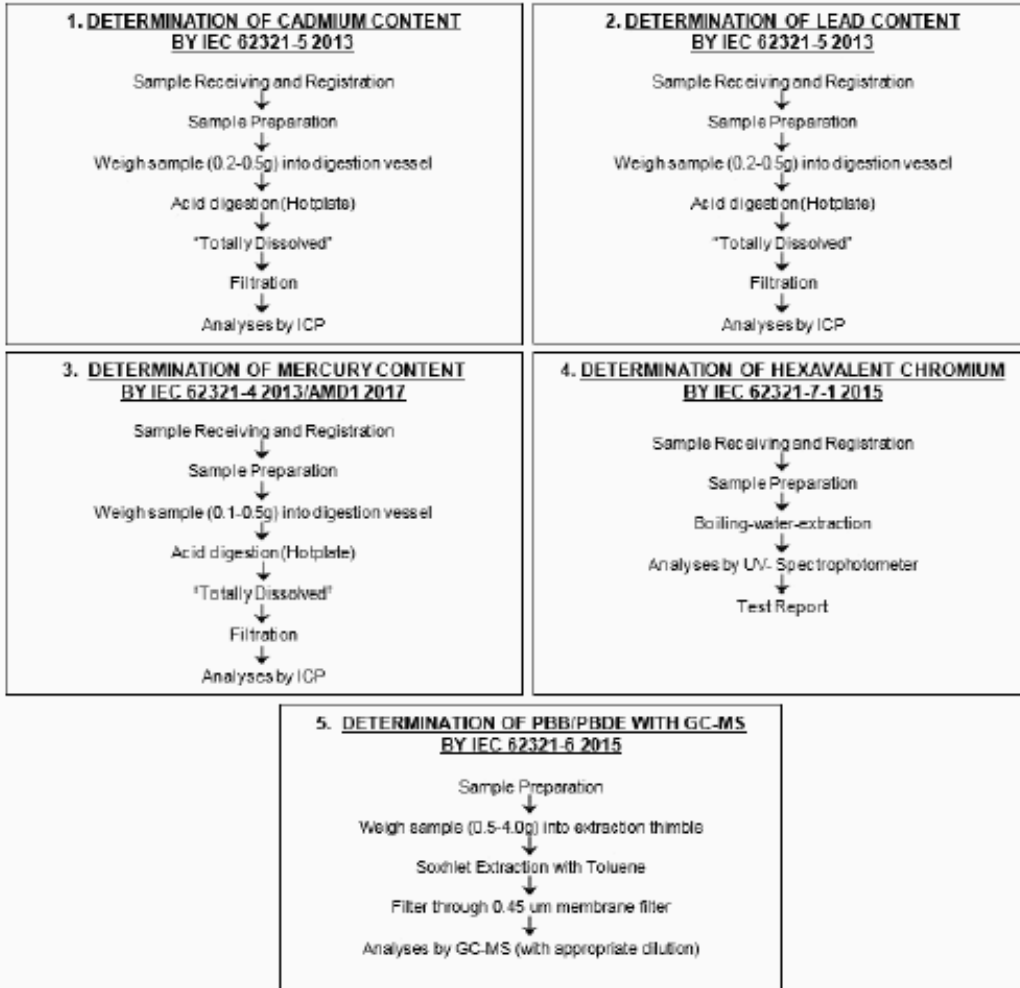 1. DETERMINATION OF CADMIUM CONTENT
BY IEC 62321-5 2013
Sample Receiving and Registration
Sample Preparation
Weigh sample (0.2-0.5g) into digestion vessel
Acid digestion(Hotplate)
"Totally Dissolved"
Filtration
Analyses by ICP
2. DETERMINATION OF LEAD CONTENT
BY IEC 62321-5 2013
Sample Receiving and Registration
Sample Preparation
Weigh sample (0.2-0.5g) into digestion vessel
Acid digestion(Hotplate)
"Totally Dissolved"
Filtration
Analyses by ICP
3. DETERMINATION OF MERCURY CONTENT
BY IEC 62321-4 2013/AMD1 2017
Sample Receiving and Registration
Sample Preparation
Weigh sample (0.1-0.5g) into digestion vessel
Acid digestion(Hotplate)
"Totally Dissolved"
Filtration
Analyses by ICP
4. DETERMINATION OF HEXAVALENT CHROMIUM
BY IEC 62321-7-1 2015
Sample Receiving and Registration
Sample Preparation
Boiling-water-extraction
Analyses by UV- Spectrophotometer
Test Report
5. DETERMINATION OF PBB/PBDE WITH GC-MS
BY IEC 62321-6 2015
Sample Preparation
Weigh sample (0.5-4.0g) into extraction thimble
Soxhlet Extraction with Toluene
Filter through 0.45 um membrane filter
Analyses by GC-MS (with appropriate dilution)